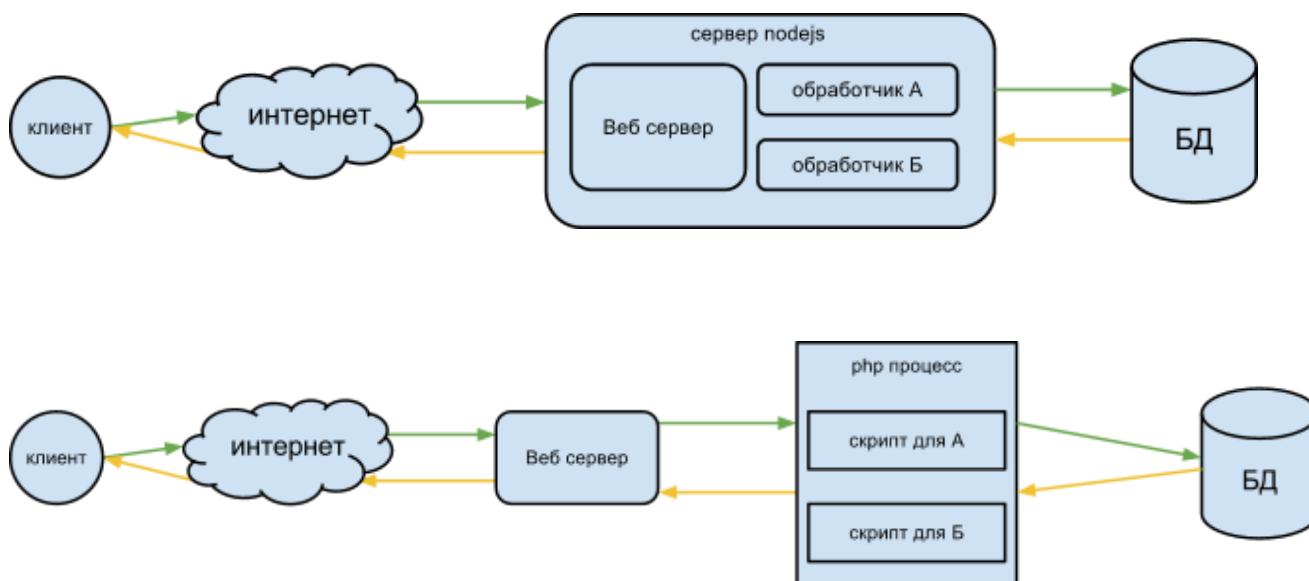 сервер nodejs
клиент
интернет
Веб сервер
обработчик А
обработчик Б
БД
php процесс
клиент
интернет
Веб сервер
скрипт для А
скрипт для Б
БД